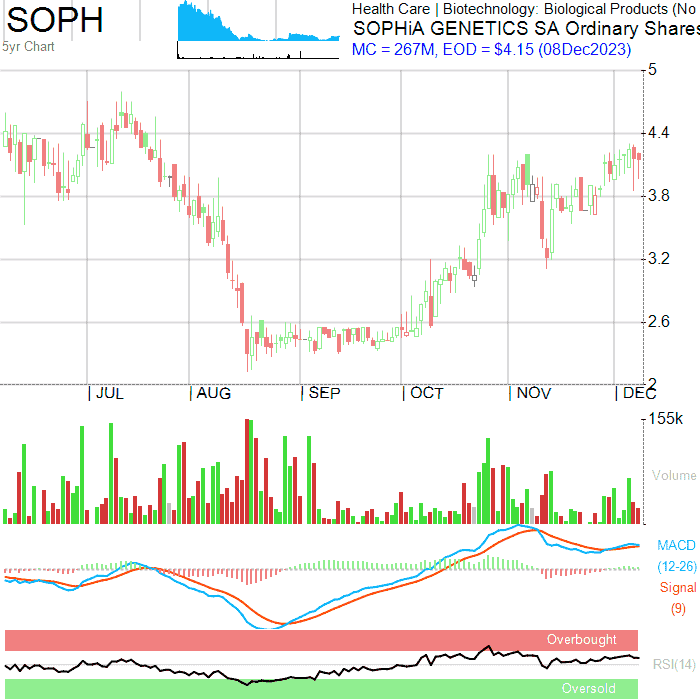 SOPH
5yr Chart
Health Care | Biotechnology: Biological Products (No
SOPHiA GENETICS SA Ordinary Shares
MC = 267M, EOD = $4.15 (08Dec2023)
5
4.4
3.8
3.2
2.6
2
JUL AUG SEP OCT NOV DEC
155k
Volume
MACD
(12-26)
Signal
(9)
Overbought
RSI(14)
Oversold